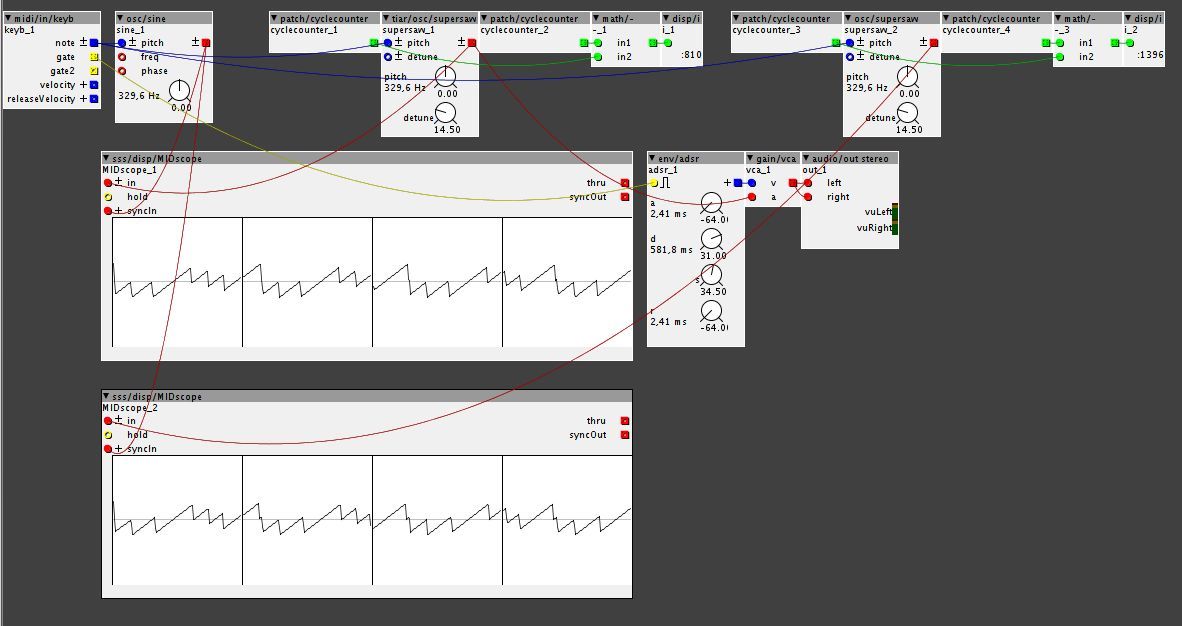 midi/in/keyb
keyb_1
note
gate
gate2
velocity
releaseVelocity
osc/sine
sine_1
pitch
freq
phase
329,6 Hz
0.00
patch/cyclecounter
cyclecounter_1
tiar/osc/supersaw
supersaw_1
pitch
detune
pitch
329,6 Hz
0.00
detune
14.50
patch/cyclecounter
cyclecounter_2
math/-
-_1
in1
in2
disp/i
i_1
:810
patch/cyclecounter
cyclecounter_3
osc/supersaw
supersaw_2
pitch
detune
pitch
329,6 Hz
0.00
detune
14.50
patch/cyclecounter
cyclecounter_4
math/-
-_3
in1
in2
disp/i
i_2
:1396
sss/disp/MIDscope
MIDscope_1
in
hold
syncIn
thru
syncOut
env/adsr
adsr_1
a
2,41 ms
-64.0
d
581,8 ms
31.00
s
34.50
r
2,41 ms
-64.0
gain/vca
vca_1
v
a
audio/out stereo
out_1
left
right
vuLeft
vuRight
sss/disp/MIDscope
MIDscope_2
in
hold
syncIn
thru
syncOut